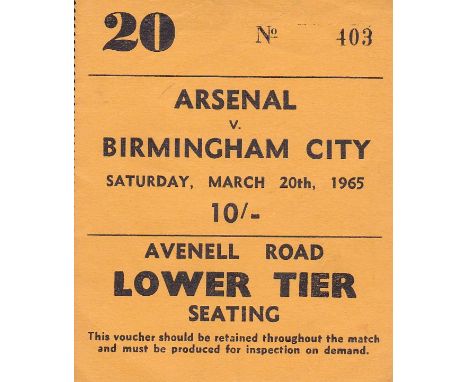 20 Nº 403
ARSENAL
V.
BIRMINGHAM CITY
SATURDAY, MARCH 20th, 1965
10/-
AVENELL ROAD
LOWER TIER
SEATING
This voucher should be retained throughout the match
and must be produced for inspection on demand.